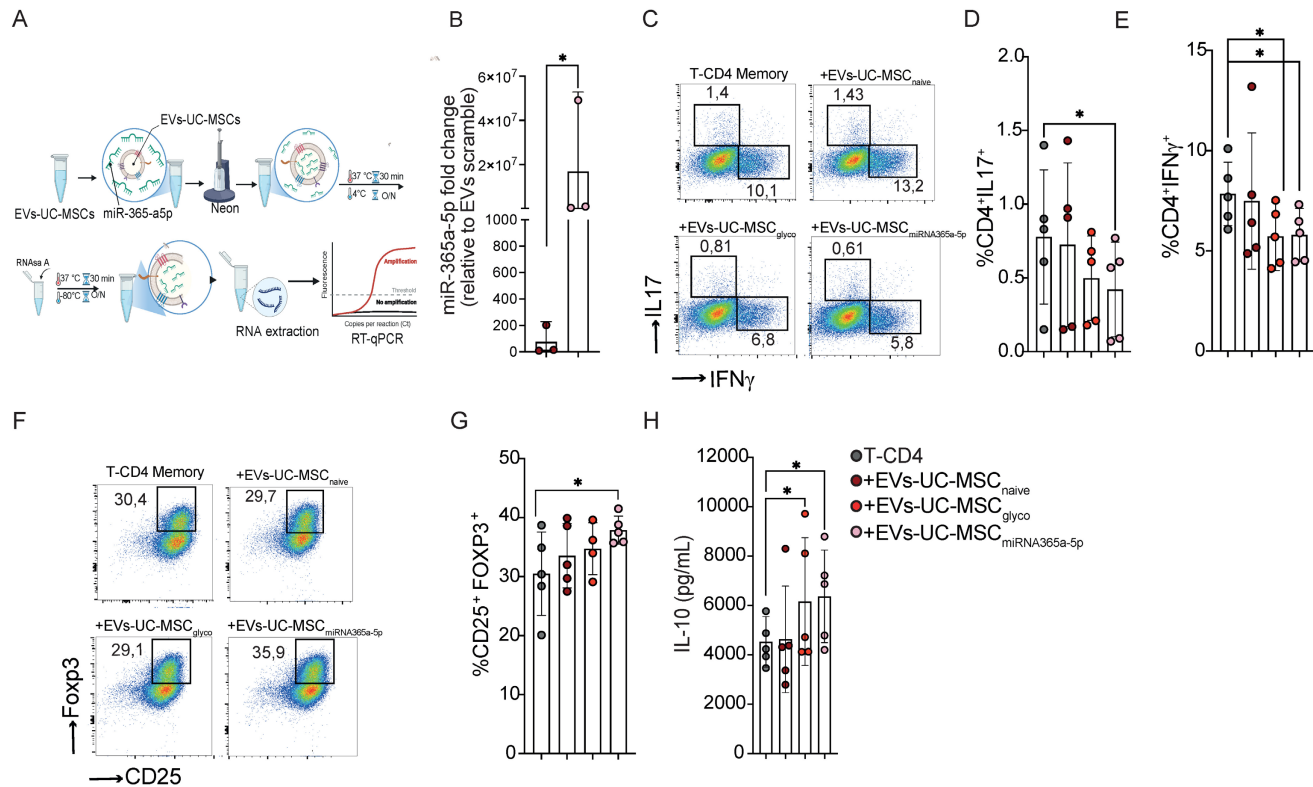 A
EVs-UC-MSCs
EVs-UC-MSCs
miR-365-a5p
Neon
37 °C 30 min
4°C O/N
RNAsa A
37 °C 30 min
-80°C O/N
RNA extraction
Fluorescence
Amplification
Threshold
No amplification
Copies per reaction (Ct)
RT-qPCR
B
miR-365a-5p fold change
(relative to EVs scramble)
6×10⁷
4×10⁷
2×10⁷
1000
800
600
400
200
0
*
C
T-CD4 Memory
+EVs-UC-MSCnaive
1,4
1,43
10,1
13,2
+EVs-UC-MSCglyco
+EVs-UC-MSCmiRNA365a-5p
0,81
0,61
6,8
5,8
IL17
IFNγ
D
%CD4⁺IL17⁺
2.0
1.5
1.0
0.5
0.0
*
E
%CD4⁺IFNγ⁺
15
10
5
0
*
*
F
T-CD4 Memory
+EVs-UC-MSCnaive
30,4
29,7
+EVs-UC-MSCglyco
+EVs-UC-MSCmiRNA365a-5p
29,1
35,9
Foxp3
CD25
G
%CD25⁺ FOXP3⁺
50
40
30
20
10
0
*
H
IL-10 (pg/mL)
12000
10000
8000
6000
4000
2000
0
*
*
T-CD4
+EVs-UC-MSCnaive
+EVs-UC-MSCglyco
+EVs-UC-MSCmiRNA365a-5p